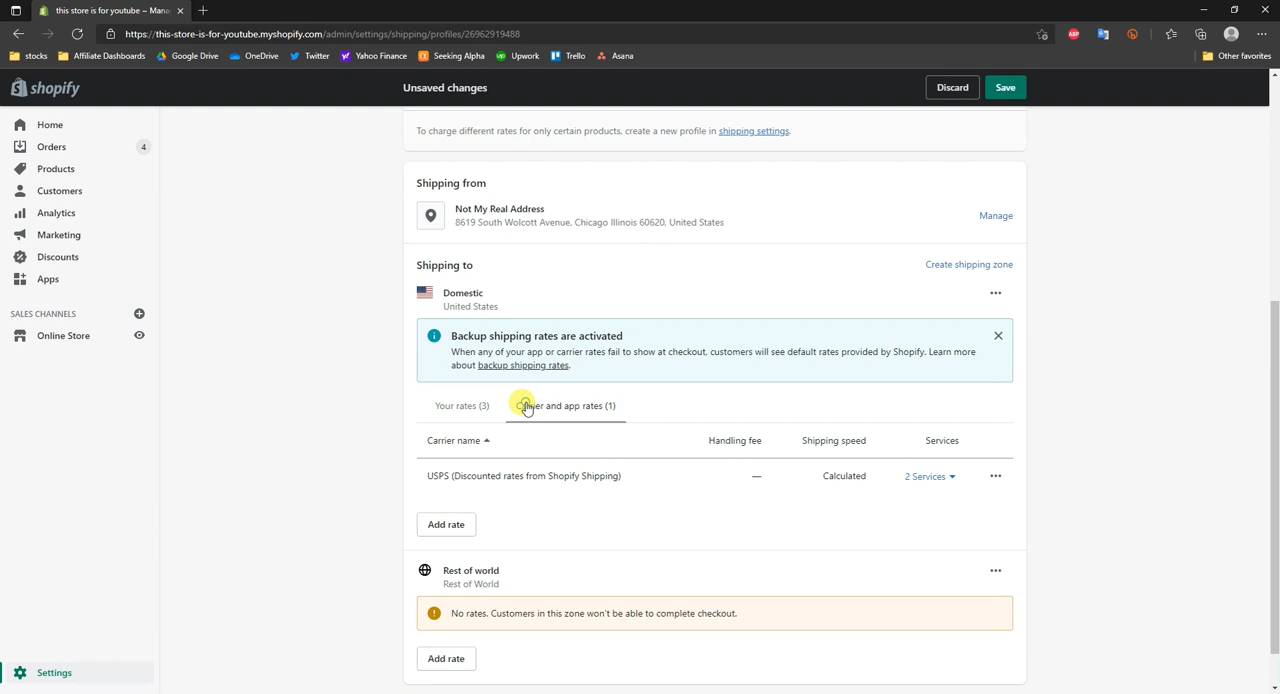 this store is for youtube ~ Mana
https://this-store-is-for-youtube.myshopify.com/admin/settings/shipping/profiles/26962919488
stocks
Affiliate Dashboards
Google Drive
OneDrive
Twitter
Yahoo Finance
Seeking Alpha
Upwork
Trello
Asana
Other favorites
shopify
Unsaved changes
Discard
Save
Home
Orders
4
Products
Customers
Analytics
Marketing
Discounts
Apps
SALES CHANNELS
Online Store
Settings
To charge different rates for only certain products, create a new profile in shipping settings.
Shipping from
Not My Real Address
8619 South Wolcott Avenue, Chicago Illinois 60620, United States
Manage
Shipping to
Create shipping zone
Domestic
United States
Backup shipping rates are activated
When any of your app or carrier rates fail to show at checkout, customers will see default rates provided by Shopify. Learn more
about backup shipping rates.
Your rates (3)
Carrier and app rates (1)
Carrier name
Handling fee
Shipping speed
Services
USPS (Discounted rates from Shopify Shipping)
—
Calculated
2 Services
Add rate
Rest of world
Rest of World
No rates. Customers in this zone won't be able to complete checkout.
Add rate